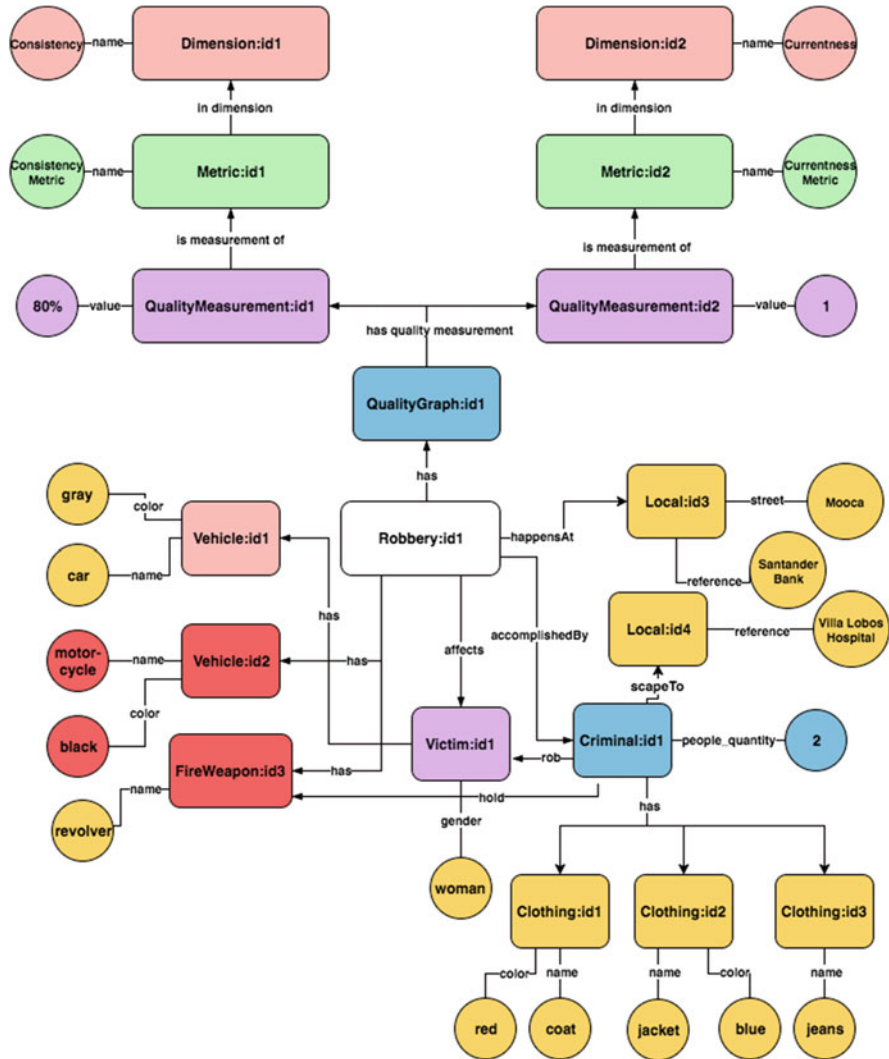 Consistency
name
Dimension:id1
Dimension:id2
name
Currentness
in dimension
in dimension
Consistency
Metric
name
Metric:id1
Metric:id2
name
Currentness
Metric
is measurement of
is measurement of
80%
value
QualityMeasurement:id1
QualityMeasurement:id2
value
1
has quality measurement
QualityGraph:id1
has
gray
color
Vehicle:id1
car
name
Robbery:id1
happensAt
Local:id3
street
Mooca
reference
Santander
Bank
has
accomplishedBy
Local:id4
reference
Villa Lobos
Hospital
motor-
cycle
name
Vehicle:id2
has
affects
scapeTo
color
black
Victim:id1
rob
Criminal:id1
people_quantity
2
FireWeapon:id3
has
name
hold
has
revolver
gender
woman
Clothing:id1
Clothing:id2
Clothing:id3
color
name
name
color
name
red
coat
jacket
blue
jeans